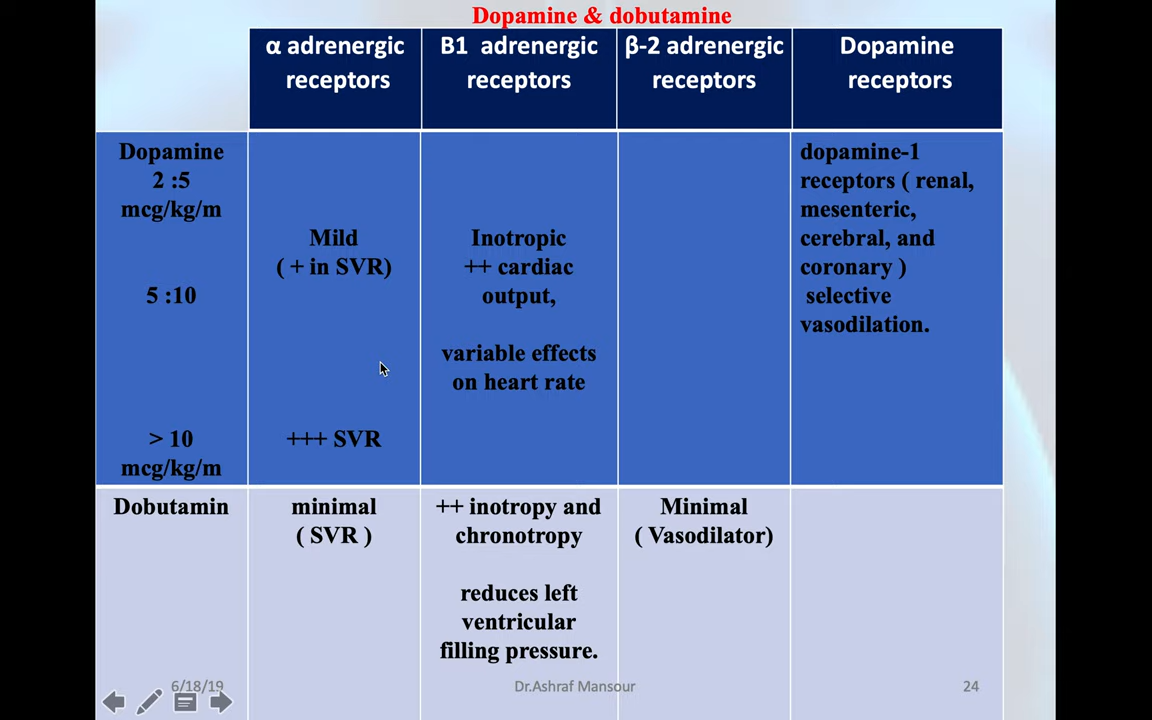 Dopamine & dobutamine
α adrenergic
receptors
B1 adrenergic
receptors
β-2 adrenergic
receptors
Dopamine
receptors
Dopamine
2 :5
mcg/kg/m
5 :10
> 10
mcg/kg/m
Mild
( + in SVR)
+++ SVR
Inotropic
++ cardiac
output,
variable effects
on heart rate
dopamine-1
receptors ( renal,
mesenteric,
cerebral, and
coronary )
selective
vasodilation.
Dobutamin
minimal
( SVR )
++ inotropy and
chronotropy
reduces left
ventricular
filling pressure.
Minimal
( Vasodilator)
6/18/19
Dr.Ashraf Mansour
24